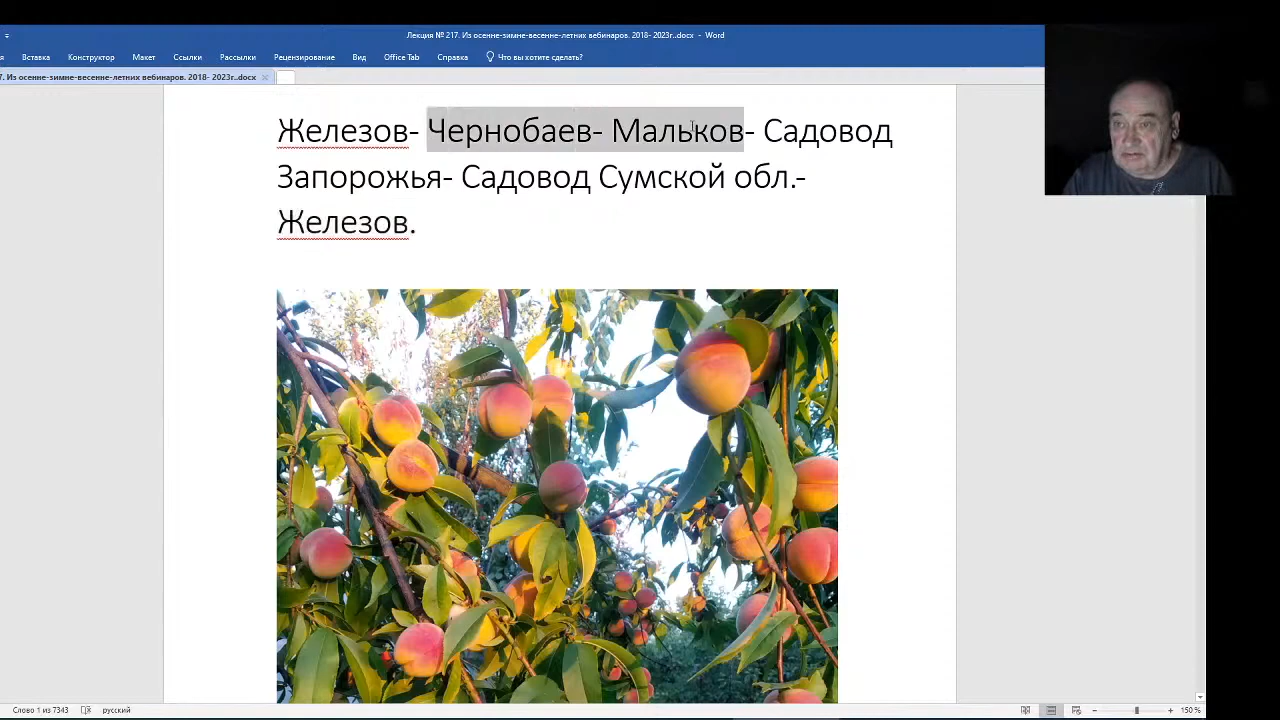 Лекция № 217. Из осенне-зимне-весенне-летних вебинаров. 2018- 2023г..docx - Word
Вставка Конструктор Макет Ссылки Рассылки Рецензирование Вид Office Tab Справка Что вы хотите сделать?
7. Из осенне-зимне-весенне-летних вебинаров. 2018- 2023г..docx
Железов- Чернобаев- Мальков- Садовод
Запорожья- Садовод Сумской обл.-
Железов.
Слово 1 из 7343 русский 150 %